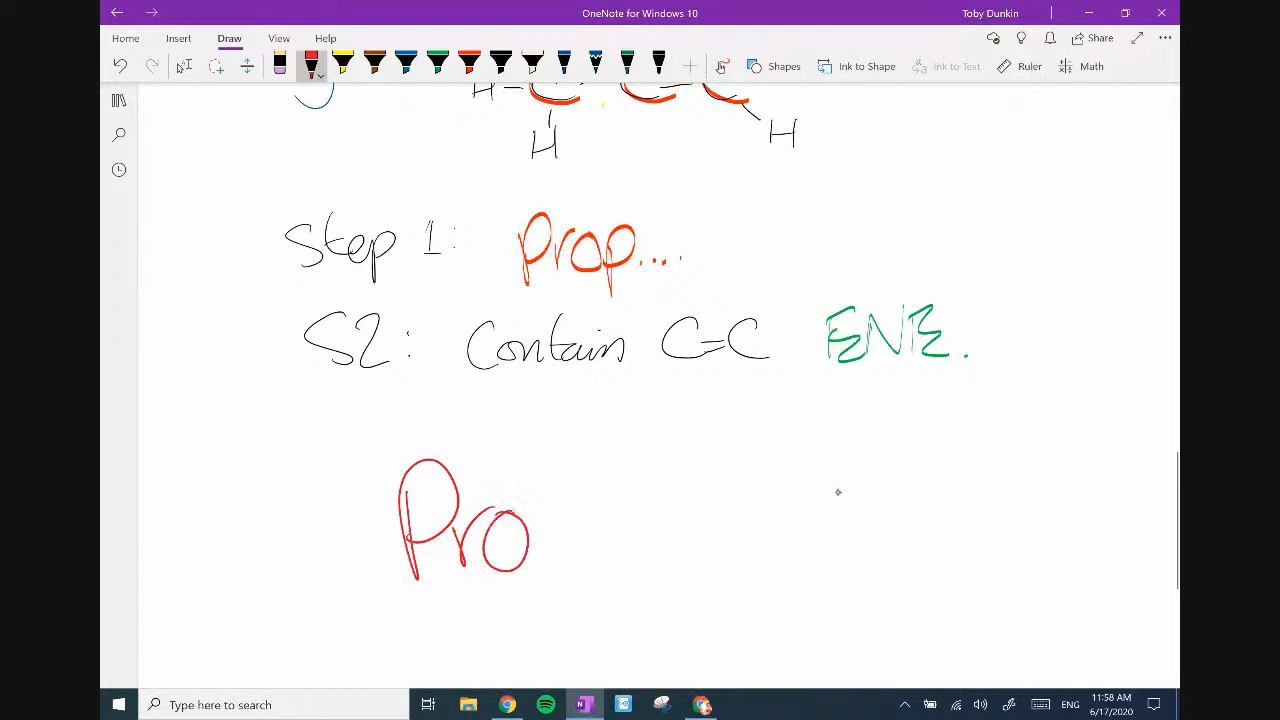 OneNote for Windows 10
Toby Dunkin
Home Insert Draw View Help
Share
Shapes Ink to Shape Ink to Text Ruler Math
H C C C
H H
Step 1: Prop....
S2: Contain C=C ENE.
Pro
Type here to search
ENG
11:58 AM
6/17/2020